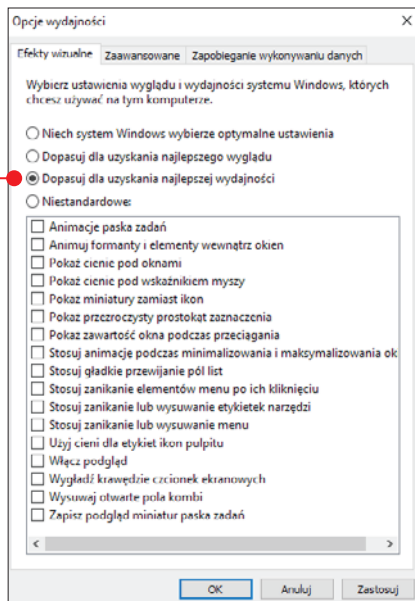 Opcje wydajności
Efekty wizualne Zaawansowane Zapobieganie wykonywaniu danych
Wybierz ustawienia wyglądu i wydajności systemu Windows, których
chcesz używać na tym komputerze.
Niech system Windows wybierze optymalne ustawienia
Dopasuj dla uzyskania najlepszego wyglądu
Dopasuj dla uzyskania najlepszej wydajności
Niestandardowe:
Animacje paska zadań
Animuj formanty i elementy wewnątrz okien
Pokaż cienie pod oknami
Pokaż cienie pod wskaźnikiem myszy
Pokaż miniatury zamiast ikon
Pokaż przezroczysty prostokąt zaznaczenia
Pokaż zawartość okna podczas przeciągania
Stosuj animacje podczas minimalizowania i maksymalizowania ok
Stosuj gładkie przewijanie pól list
Stosuj zanikanie elementów menu po ich kliknięciu
Stosuj zanikanie lub wysuwanie etykietek narzędzi
Stosuj zanikanie lub wysuwanie menu
Użyj cieni dla etykiet ikon pulpitu
Włącz podgląd
Wygładź krawędzie czcionek ekranowych
Wysuwaj otwarte pola kombi
Zapisz podgląd miniatur paska zadań
OK Anuluj Zastosuj